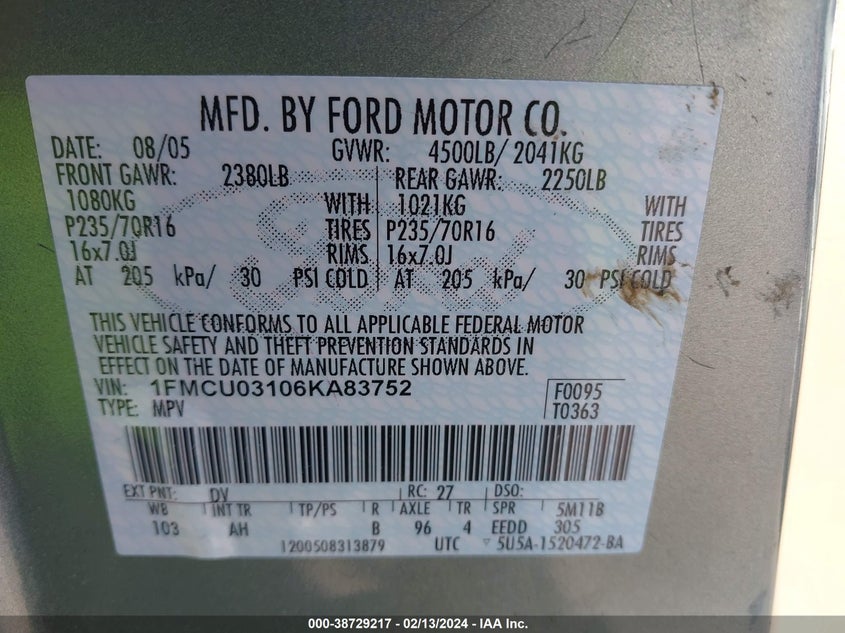 MFD. BY FORD MOTOR CO.
DATE: 08/05 GVWR: 4500LB/ 2041KG
FRONT GAWR: 2380LB REAR GAWR: 2250LB
1080KG WITH 1021KG WITH
P235/70R16 TIRES P235/70R16 TIRES
16x7.0J RIMS 16x7.0J RIMS
AT 205 kPa/ 30 PSI COLD AT 205 kPa/ 30 PSI COLD
Ford
THIS VEHICLE CONFORMS TO ALL APPLICABLE FEDERAL MOTOR
VEHICLE SAFETY AND THEFT PREVENTION STANDARDS IN
EFFECT ON THE DATE OF MANUFACTURE SHOWN ABOVE.
VIN: 1FMCU03106KA83752 F0095
TYPE: MPV T0363
EXT PNT: DV RC: 27 DSO:
WB INT TR TP/PS R AXLE TR SPR 5M11B
103 AH B 96 4 EEDD 305
1200508313879 UTC 5U5A-1520472-BA
000-38729217 - 02/13/2024 - IAA Inc.